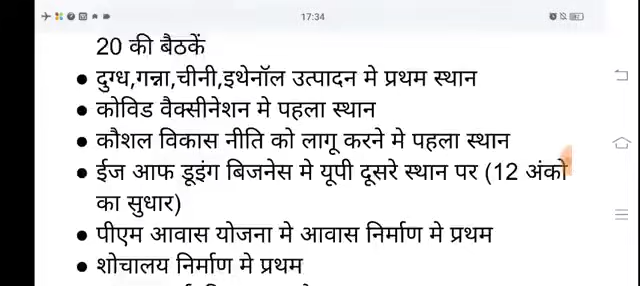 17:34
20 की बैठकें
● दुग्ध,गन्ना,चीनी,इथेनॉल उत्पादन मे प्रथम स्थान
● कोविड वैक्सीनेशन मे पहला स्थान
● कौशल विकास नीति को लागू करने मे पहला स्थान
● ईज आफ डूइंग बिजनेस मे यूपी दूसरे स्थान पर (12 अंको
का सुधार)
● पीएम आवास योजना मे आवास निर्माण मे प्रथम
● शोचालय निर्माण मे प्रथम